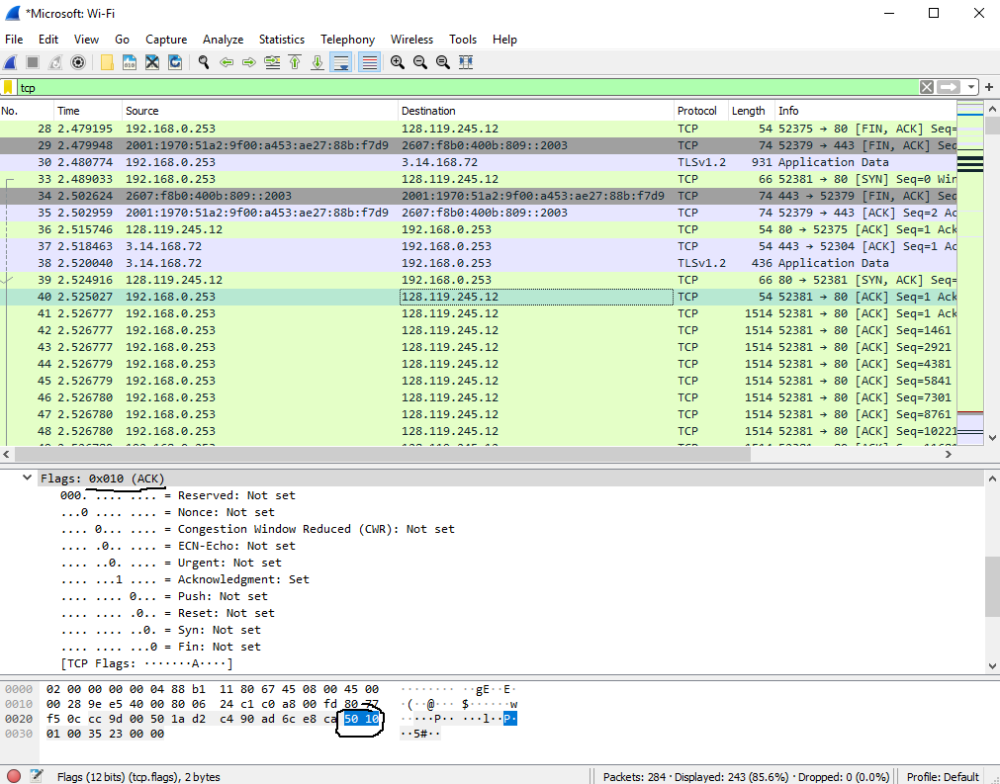 *Microsoft: Wi-Fi
File Edit View Go Capture Analyze Statistics Telephony Wireless Tools Help
tcp
No. Time Source Destination Protocol Length Info
28 2.479195 192.168.0.253 128.119.245.12 TCP 54 52375 → 80 [FIN, ACK] Seq=
29 2.479948 2001:1970:51a2:9f00:a453:ae27:88b:f7d9 2607:f8b0:400b:809::2003 TCP 74 52379 → 443 [FIN, ACK] Seq
30 2.480774 192.168.0.253 3.14.168.72 TLSv1.2 931 Application Data
33 2.489033 192.168.0.253 128.119.245.12 TCP 66 52381 → 80 [SYN] Seq=0 Win
34 2.502624 2607:f8b0:400b:809::2003 2001:1970:51a2:9f00:a453:ae27:88b:f7d9 TCP 74 443 → 52379 [FIN, ACK] Seq
35 2.502959 2001:1970:51a2:9f00:a453:ae27:88b:f7d9 2607:f8b0:400b:809::2003 TCP 74 52379 → 443 [ACK] Seq=2 Ac
36 2.515746 128.119.245.12 192.168.0.253 TCP 54 80 → 52375 [ACK] Seq=1 Ack
37 2.518463 3.14.168.72 192.168.0.253 TCP 54 443 → 52304 [ACK] Seq=1 Ac
38 2.520040 3.14.168.72 192.168.0.253 TLSv1.2 436 Application Data
39 2.524916 128.119.245.12 192.168.0.253 TCP 66 80 → 52381 [SYN, ACK] Seq=
40 2.525027 192.168.0.253 128.119.245.12 TCP 54 52381 → 80 [ACK] Seq=1 Ack
41 2.526777 192.168.0.253 128.119.245.12 TCP 1514 52381 → 80 [ACK] Seq=1 Ack
42 2.526777 192.168.0.253 128.119.245.12 TCP 1514 52381 → 80 [ACK] Seq=1461
43 2.526777 192.168.0.253 128.119.245.12 TCP 1514 52381 → 80 [ACK] Seq=2921
44 2.526779 192.168.0.253 128.119.245.12 TCP 1514 52381 → 80 [ACK] Seq=4381
45 2.526779 192.168.0.253 128.119.245.12 TCP 1514 52381 → 80 [ACK] Seq=5841
46 2.526780 192.168.0.253 128.119.245.12 TCP 1514 52381 → 80 [ACK] Seq=7301
47 2.526780 192.168.0.253 128.119.245.12 TCP 1514 52381 → 80 [ACK] Seq=8761
48 2.526780 192.168.0.253 128.119.245.12 TCP 1514 52381 → 80 [ACK] Seq=10221
Flags: 0x010 (ACK)
000. .... .... = Reserved: Not set
...0 .... .... = Nonce: Not set
.... 0... .... = Congestion Window Reduced (CWR): Not set
.... .0.. .... = ECN-Echo: Not set
.... ..0. .... = Urgent: Not set
.... ...1 .... = Acknowledgment: Set
.... .... 0... = Push: Not set
.... .... .0.. = Reset: Not set
.... .... ..0. = Syn: Not set
.... .... ...0 = Fin: Not set
[TCP Flags: ·······A····]
0000 02 00 00 00 00 04 88 b1 11 80 67 45 08 00 45 00 ········ ··gE··E·
0010 00 28 9e e5 40 00 80 06 24 c1 c0 a8 00 fd 80 77 ·(··@··· $······w
0020 f5 0c cc 9d 00 50 1a d2 c4 90 ad 6c e8 ca 50 10 ·····P·· ···l··P·
0030 01 00 35 23 00 00 ··5#··
Flags (12 bits) (tcp.flags), 2 bytes Packets: 284 · Displayed: 243 (85.6%) · Dropped: 0 (0.0%) Profile: Default